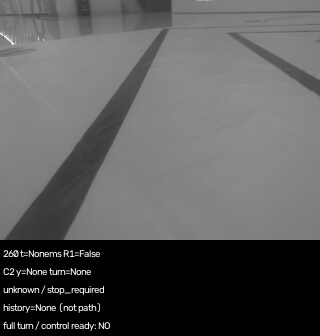 260 t=Nonems R1=False
C2 y=None turn=None
unknown / stop_required
history=None (not path)
full turn / control ready: NO